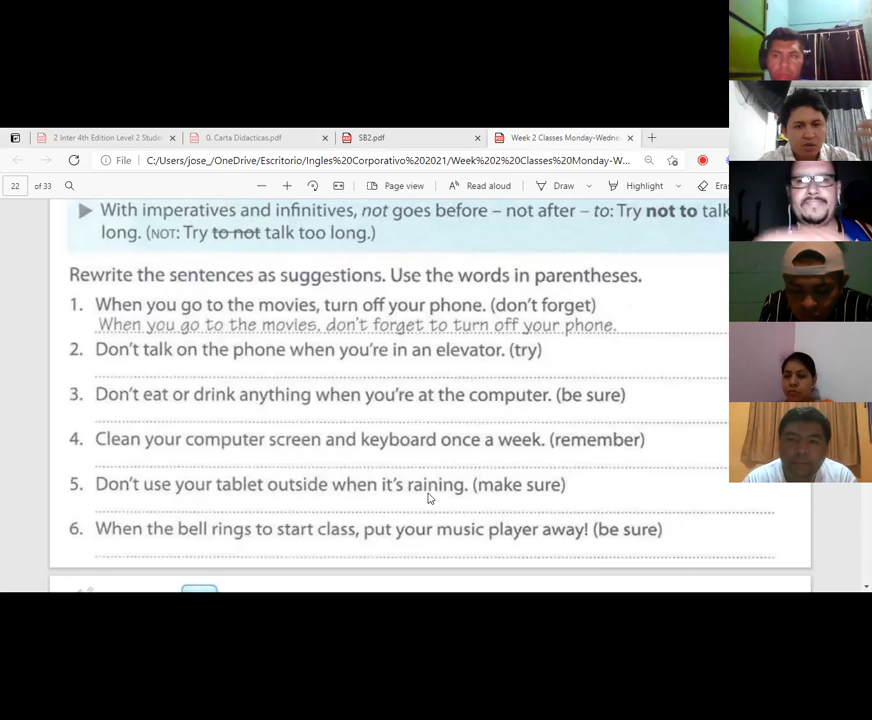 2 Inter 4th Edition Level 2 Stude
0. Carta Didacticas.pdf
SB2.pdf
Week 2 Classes Monday-Wedn
File C:/Users/jose_/OneDrive/Escritorio/Ingles%20Corporativo%202021/Week%202%20Classes%20Monday-W...
22 of 33 Page view Read aloud Draw Highlight Eras
With imperatives and infinitives, not goes before – not after – to: Try not to talk
long. (NOT: Try to not talk too long.)
Rewrite the sentences as suggestions. Use the words in parentheses.
1. When you go to the movies, turn off your phone. (don't forget)
When you go to the movies, don't forget to turn off your phone.
2. Don't talk on the phone when you're in an elevator. (try)
3. Don't eat or drink anything when you're at the computer. (be sure)
4. Clean your computer screen and keyboard once a week. (remember)
5. Don't use your tablet outside when it's raining. (make sure)
6. When the bell rings to start class, put your music player away! (be sure)